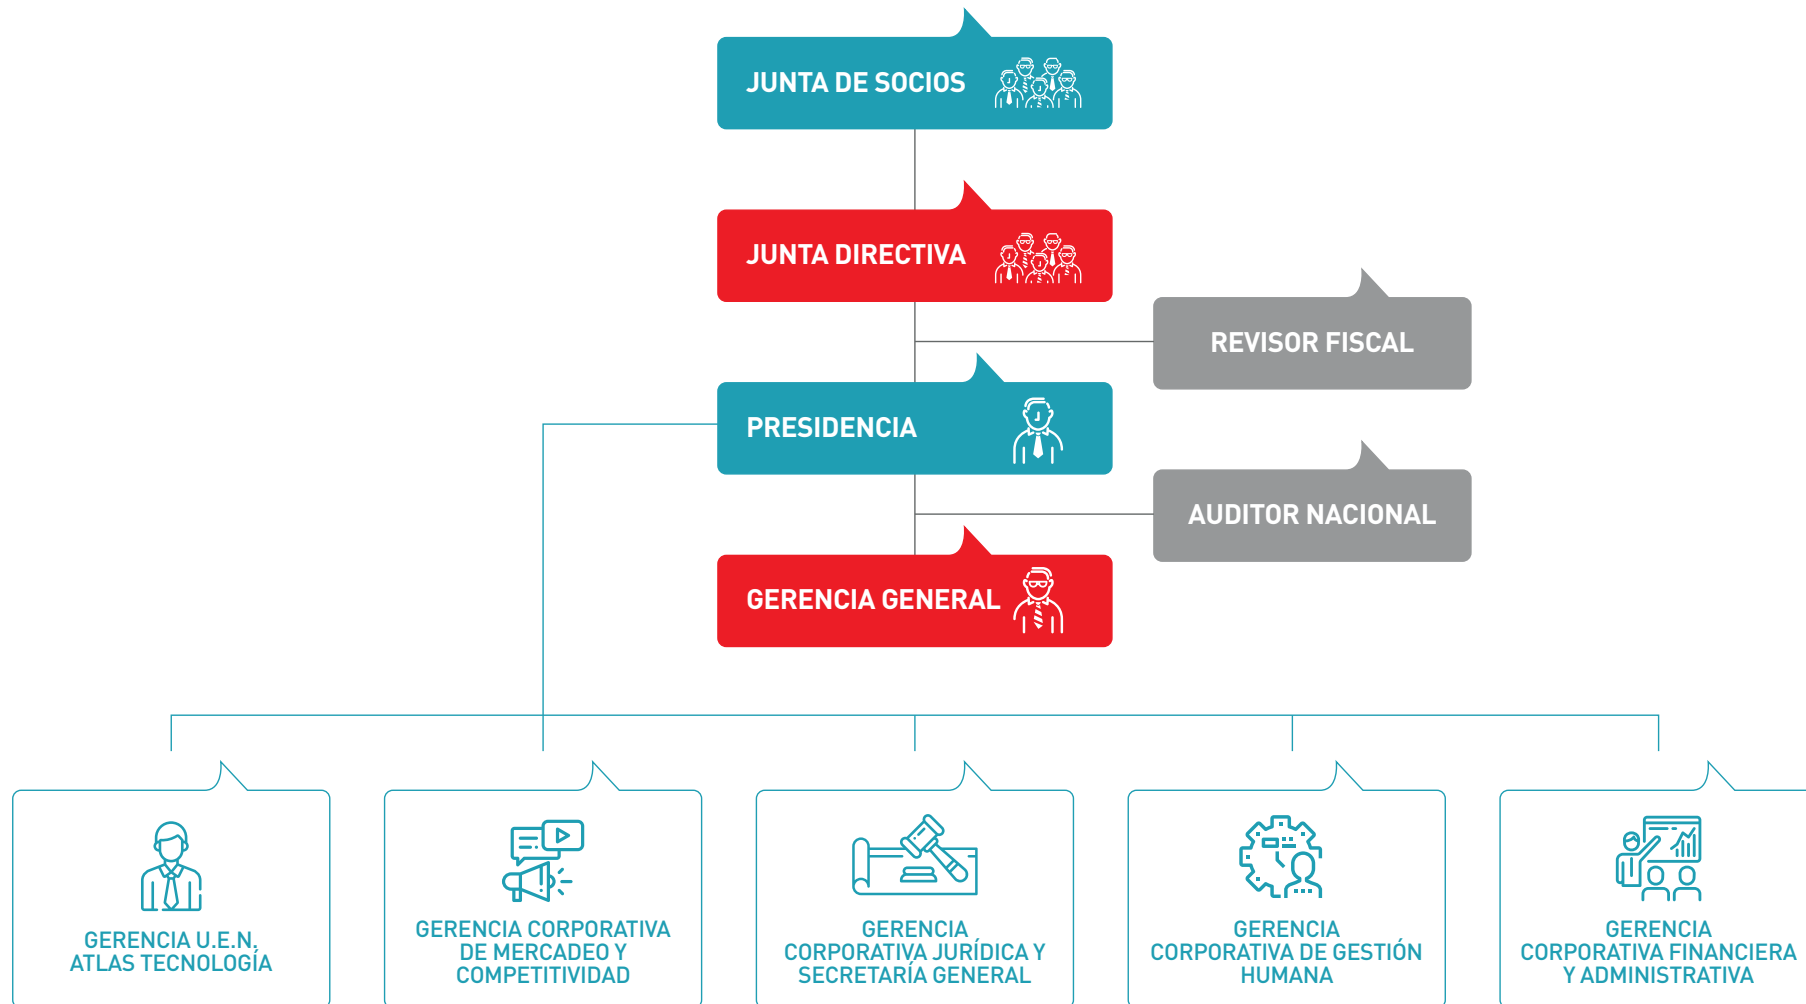 JUNTA DE SOCIOS
JUNTA DIRECTIVA
REVISOR FISCAL
PRESIDENCIA
AUDITOR NACIONAL
GERENCIA GENERAL
GERENCIA U.E.N.
ATLAS TECNOLOGÍA
GERENCIA CORPORATIVA
DE MERCADEO Y
COMPETITIVIDAD
GERENCIA
CORPORATIVA JURÍDICA Y
SECRETARÍA GENERAL
GERENCIA
CORPORATIVA DE GESTIÓN
HUMANA
GERENCIA
CORPORATIVA FINANCIERA
Y ADMINISTRATIVA